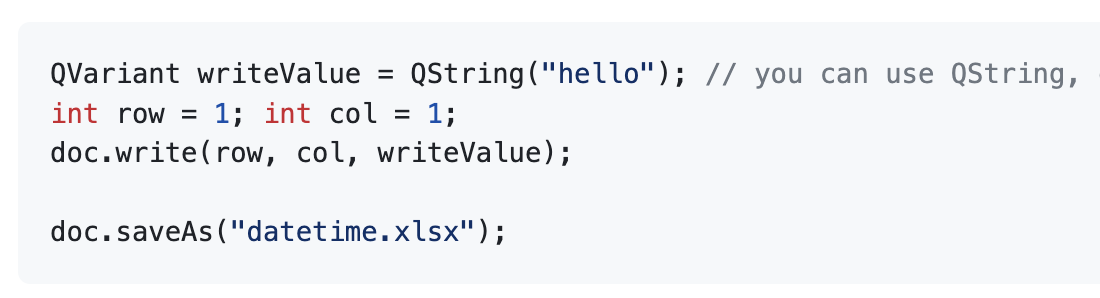 QVariant writeValue = QString("hello"); // you can use QString,
int row = 1; int col = 1;
doc.write(row, col, writeValue);
doc.saveAs("datetime.xlsx");